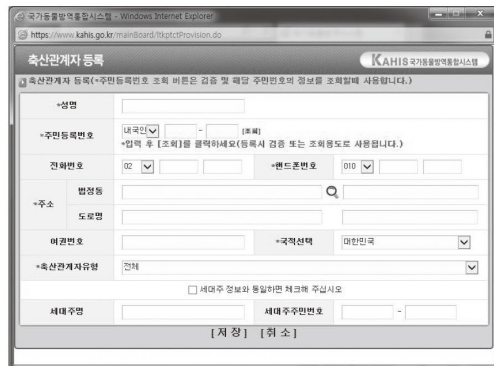 국가동물방역통합시스템 - Windows Internet Explorer
https://www.kahis.go.kr/mainBoard/ltkptctProvision.do
축산관계자 등록
KAHIS 국가동물방역통합시스템
축산관계자 등록(*주민등록번호 조회 버튼은 검증 및 해당 주민번호의 정보를 조회할때 사용합니다.)
*성명
*주민등록번호 내국인 - [조회]
*입력 후 [조회]를 클릭하세요(등록시 검증 또는 조회용도로 사용됩니다.)
전화번호 02 *핸드폰번호 010
*주소 법정동
도로명
여권번호 *국적선택 대한민국
*축산관계자유형 전체
세대주 정보와 동일하면 체크해 주십시오
세대주명 세대주주민번호 -
[저장] [취소]